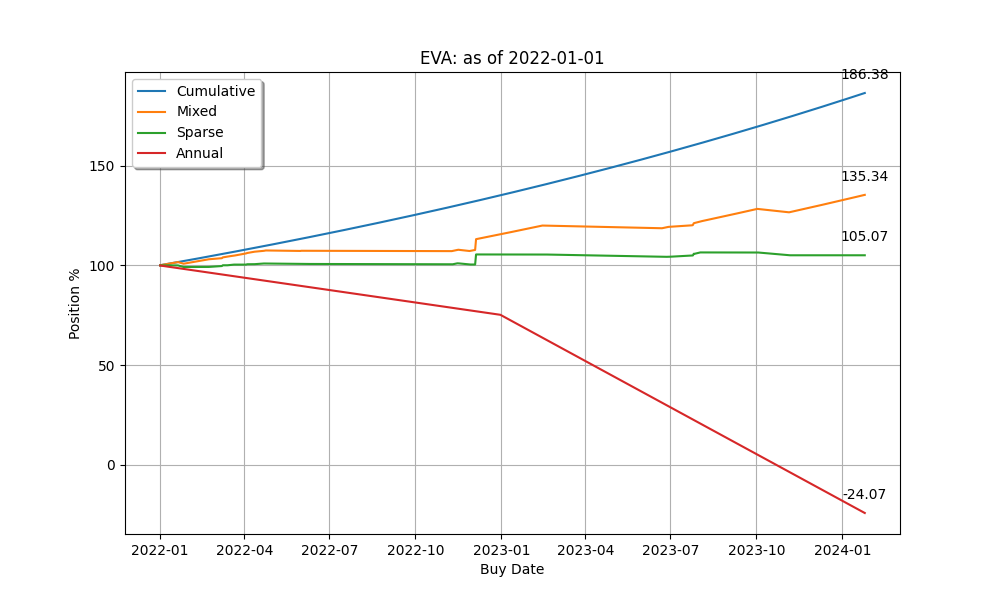 EVA: as of 2022-01-01
186.38
Cumulative
Mixed
Sparse
Annual
150
135.34
105.07
100
Position %
50
0
-24.07
2022-01 2022-04 2022-07 2022-10 2023-01 2023-04 2023-07 2023-10 2024-01
Buy Date